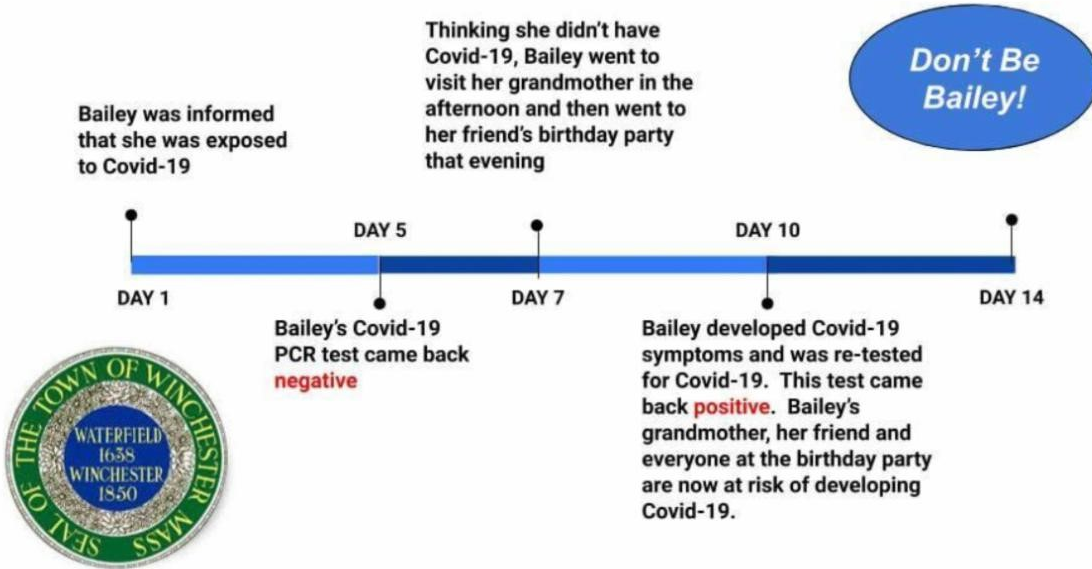 Thinking she didn't have
Covid-19, Bailey went to
visit her grandmother in the
afternoon and then went to
her friend's birthday party
that evening
Don't Be
Bailey!
Bailey was informed
that she was exposed
to Covid-19
DAY 5
DAY 10
DAY 1
DAY 7
DAY 14
Bailey's Covid-19
PCR test came back
negative
Bailey developed Covid-19
symptoms and was re-tested
for Covid-19. This test came
back positive. Bailey's
grandmother, her friend and
everyone at the birthday party
are now at risk of developing
Covid-19.
SEAL OF THE TOWN OF WINCHESTER MASS
WATERFIELD
1638
WINCHESTER
1850